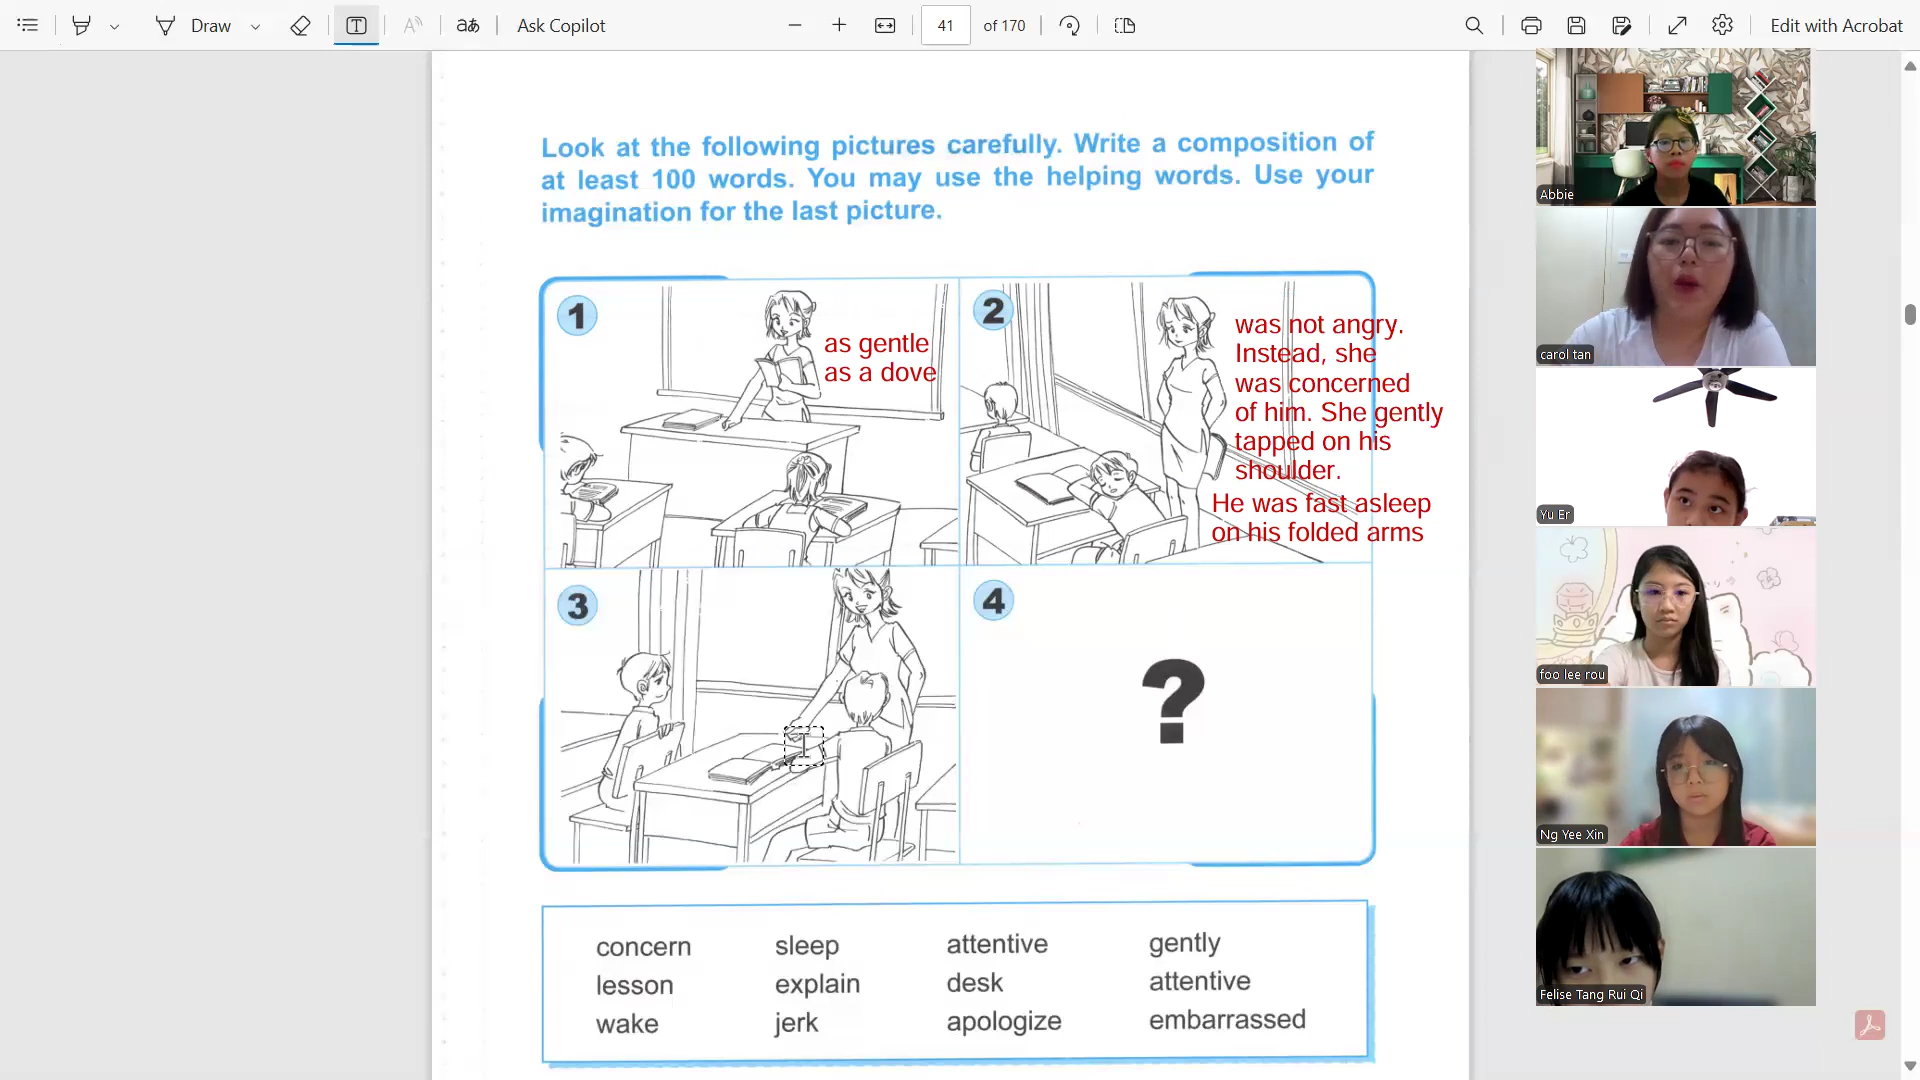 Draw
Ask Copilot
41
of 170
Edit with Acrobat
Look at the following pictures carefully. Write a composition of
at least 100 words. You may use the helping words. Use your
imagination for the last picture.
1
as gentle
as a dove
2
was not angry.
Instead, she
was concerned
of him. She gently
tapped on his
shoulder.
He was fast asleep
on his folded arms
3
4
?
concern sleep attentive gently
lesson explain desk attentive
wake jerk apologize embarrassed
Abbie
carol tan
Yu Er
foo lee rou
Ng Yee Xin
Felise Tang Rui Qi